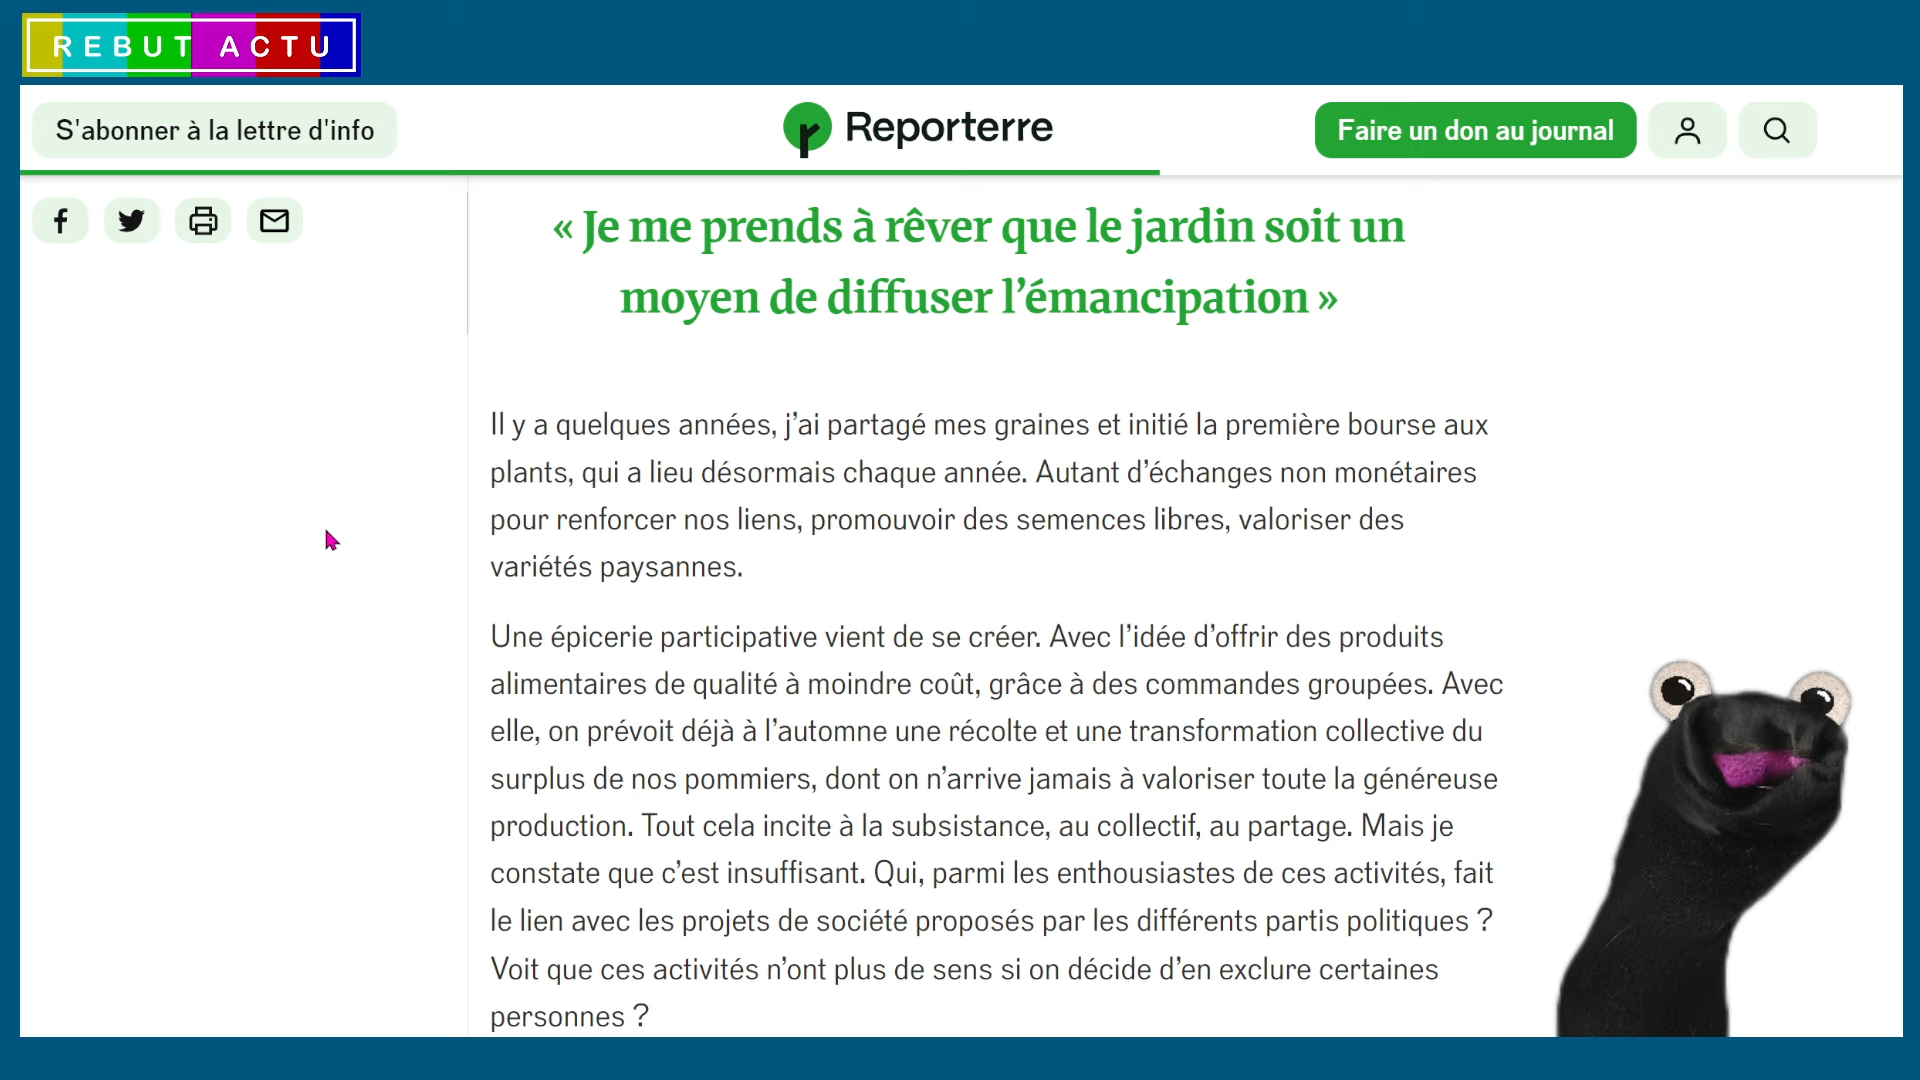 REBUT ACTU
S'abonner à la lettre d'info
Reporterre
Faire un don au journal
« Je me prends à rêver que le jardin soit un
moyen de diffuser l’émancipation »
Il y a quelques années, j’ai partagé mes graines et initié la première bourse aux
plants, qui a lieu désormais chaque année. Autant d’échanges non monétaires
pour renforcer nos liens, promouvoir des semences libres, valoriser des
variétés paysannes.
Une épicerie participative vient de se créer. Avec l’idée d’offrir des produits
alimentaires de qualité à moindre coût, grâce à des commandes groupées. Avec
elle, on prévoit déjà à l’automne une récolte et une transformation collective du
surplus de nos pommiers, dont on n’arrive jamais à valoriser toute la généreuse
production. Tout cela incite à la subsistance, au collectif, au partage. Mais je
constate que c’est insuffisant. Qui, parmi les enthousiastes de ces activités, fait
le lien avec les projets de société proposés par les différents partis politiques ?
Voit que ces activités n’ont plus de sens si on décide d’en exclure certaines
personnes ?